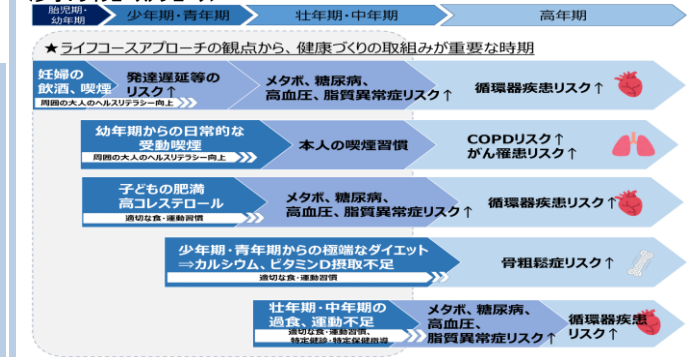 胎児期・
幼年期
少年期・青年期
壮年期・中年期
高年期
★ライフコースアプローチの観点から、健康づくりの取組みが重要な時期
妊婦の
飲酒、喫煙
周囲の大人のヘルスリテラシー向上
発達遅延等の
リスク↑
メタボ、糖尿病、
高血圧、脂質異常症リスク↑
循環器疾患リスク↑
幼年期からの日常的な
受動喫煙
周囲の大人のヘルスリテラシー向上
本人の喫煙習慣
COPDリスク↑
がん罹患リスク↑
子どもの肥満
高コレステロール
適切な食・運動習慣
メタボ、糖尿病、
高血圧、脂質異常症リスク↑
循環器疾患リスク↑
少年期・青年期からの極端なダイエット
⇒カルシウム、ビタミンD摂取不足
適切な食・運動習慣
骨粗鬆症リスク↑
壮年期・中年期の
過食、運動不足
適切な食・運動習慣、
特定健診・特定保健指導
メタボ、糖尿病、
高血圧、
脂質異常症リスク↑
循環器疾患
リスク↑